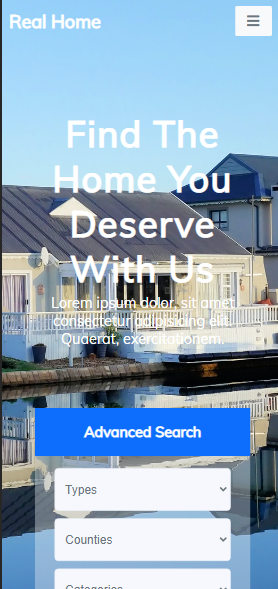 Real Home
Find The
Home You
Deserve
With Us
Lorem ipsum dolor, sit amet
consectetur adipisicing elit.
Quaerat, exercitationem.
Advanced Search
Types
Counties
Categories